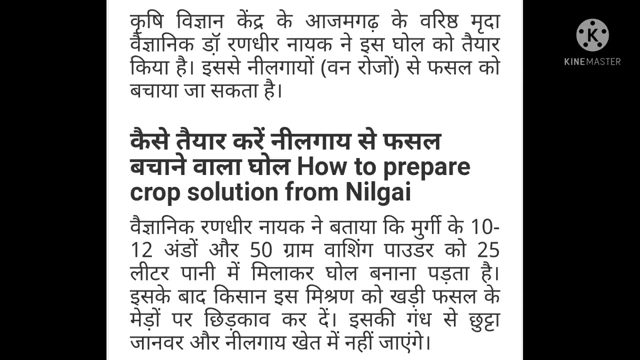 कृषि विज्ञान केंद्र के आजमगढ़ के वरिष्ठ मृदा
वैज्ञानिक डॉ़ रणधीर नायक ने इस घोल को तैयार
किया है। इससे नीलगायों (वन रोजों) से फसल को
बचाया जा सकता है।
कैसे तैयार करें नीलगाय से फसल
बचाने वाला घोल How to prepare
crop solution from Nilgai
वैज्ञानिक रणधीर नायक ने बताया कि मुर्गी के 10-
12 अंडों और 50 ग्राम वाशिंग पाउडर को 25
लीटर पानी में मिलाकर घोल बनाना पड़ता है।
इसके बाद किसान इस मिश्रण को खड़ी फसल के
मेड़ों पर छिड़काव कर दें। इसकी गंध से छुट्टा
जानवर और नीलगाय खेत में नहीं जाएंगे।
K
KINEMASTER